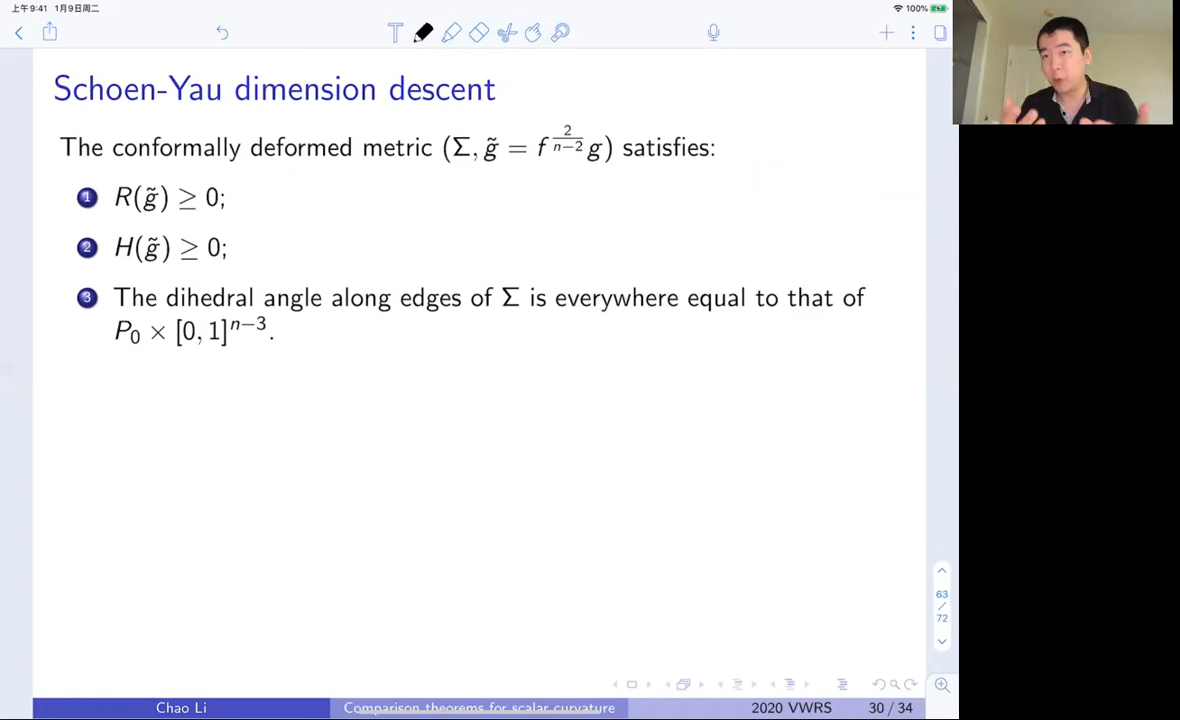 上午9:41 1月9日周二
100%
Schoen-Yau dimension descent
The conformally deformed metric (Σ, g̃ = f^{\frac{2}{n−2}} g) satisfies:
1 R(g̃) ≥ 0;
2 H(g̃) ≥ 0;
3 The dihedral angle along edges of Σ is everywhere equal to that of
P₀ × [0, 1]ⁿ⁻³.
63
/
72
Chao Li Comparison theorems for scalar curvature 2020 VWRS 30 / 34